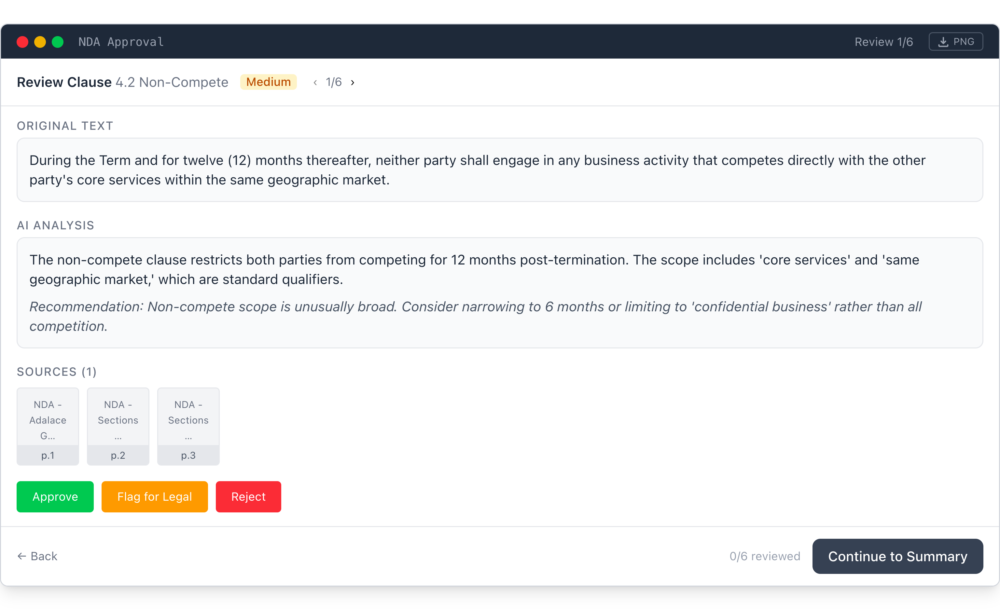 NDA Approval
Review 1/6
PNG
Review Clause 4.2 Non-Compete
Medium
‹ 1/6 ›
ORIGINAL TEXT
During the Term and for twelve (12) months thereafter, neither party shall engage in any business activity that competes directly with the other
party's core services within the same geographic market.
AI ANALYSIS
The non-compete clause restricts both parties from competing for 12 months post-termination. The scope includes 'core services' and 'same
geographic market,' which are standard qualifiers.
Recommendation: Non-compete scope is unusually broad. Consider narrowing to 6 months or limiting to 'confidential business' rather than all
competition.
SOURCES (1)
NDA -
Adalace
G...
p.1
NDA -
Sections
...
p.2
NDA -
Sections
...
p.3
Approve
Flag for Legal
Reject
← Back
0/6 reviewed
Continue to Summary